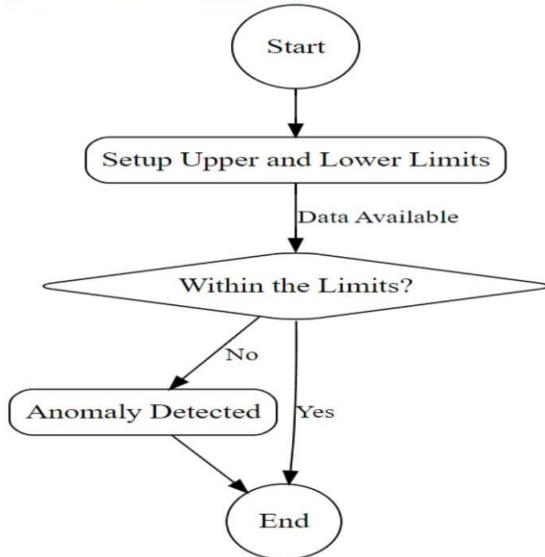 Start
Setup Upper and Lower Limits
Data Available
Within the Limits?
No
Anomaly Detected
Yes
End